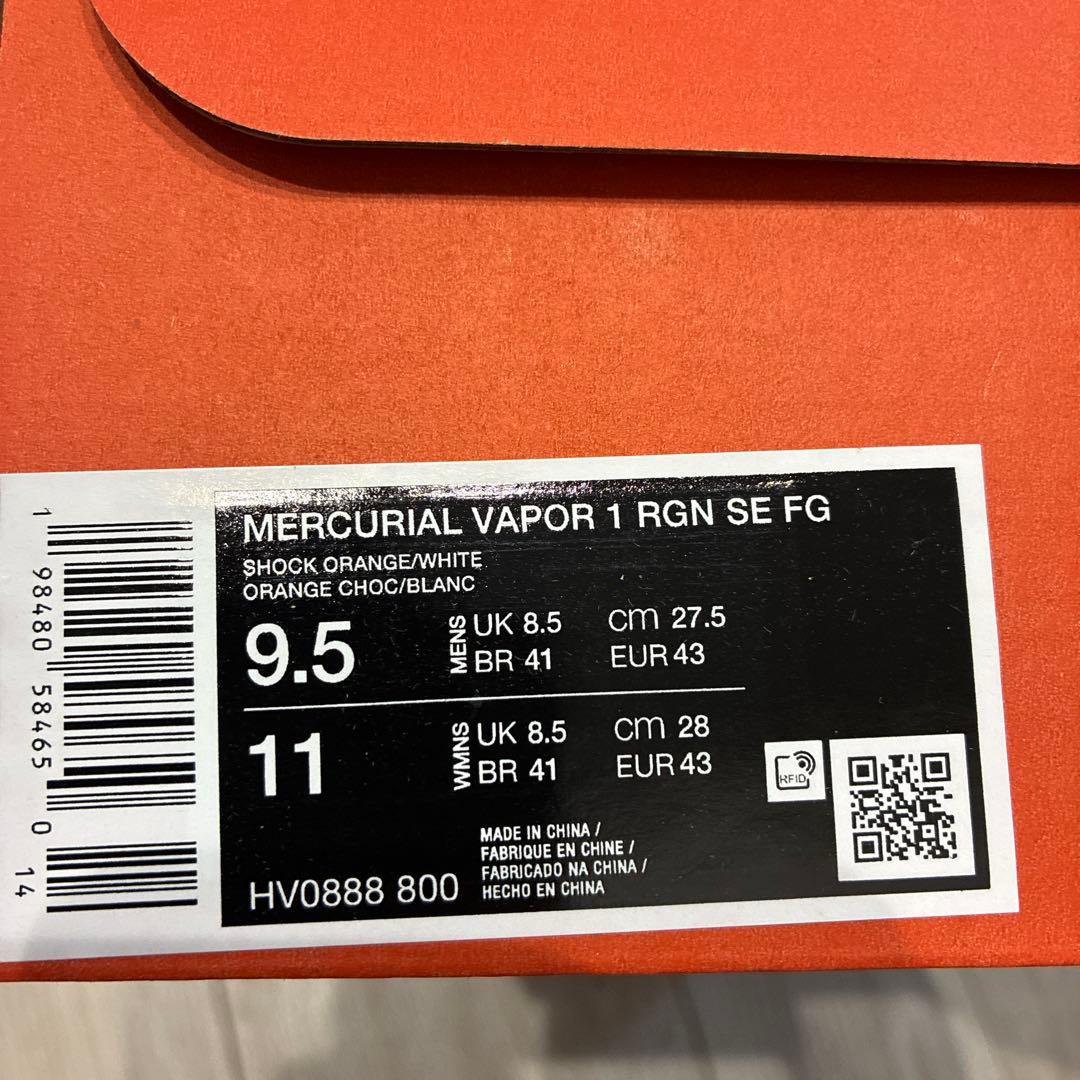 MERCURIAL VAPOR 1 RGN SE FG
SHOCK ORANGE/WHITE
ORANGE CHOC/BLANC
9.5 MENS UK 8.5 cm 27.5
BR 41 EUR 43
11 WMNS UK 8.5 cm 28
BR 41 EUR 43
RFID
MADE IN CHINA /
FABRIQUE EN CHINE /
FABRICADO NA CHINA /
HECHO EN CHINA
HV0888 800
1 98480 58465 0 14